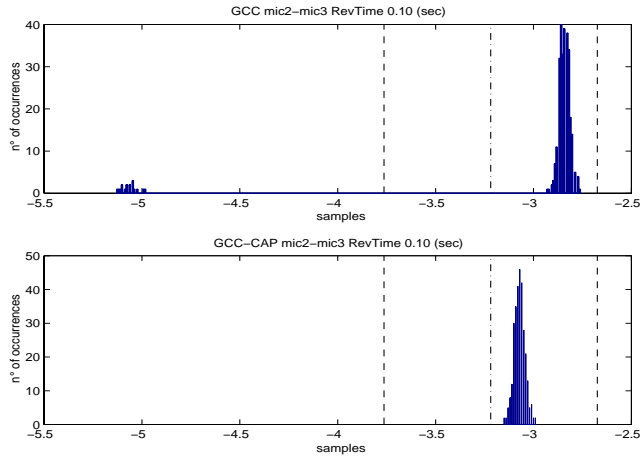 GCC mic2−mic3 RevTime 0.10 (sec)
40
30
20
10
0
n° of occurrences
−5.5 −5 −4.5 −4 −3.5 −3 −2.5
samples
GCC−CAP mic2−mic3 RevTime 0.10 (sec)
50
40
30
20
10
0
n° of occurrences
−5.5 −5 −4.5 −4 −3.5 −3 −2.5
samples